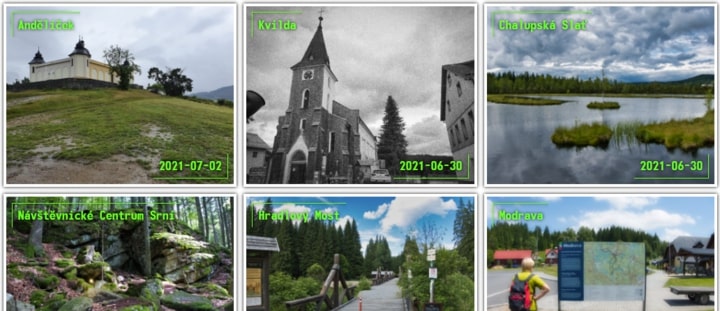 Andělíček
Kvilda
Chalupská Slať
2021-07-02
2021-06-30
2021-06-30
Návštěvnické Centrum Srní
Hradlový Most
Modrava